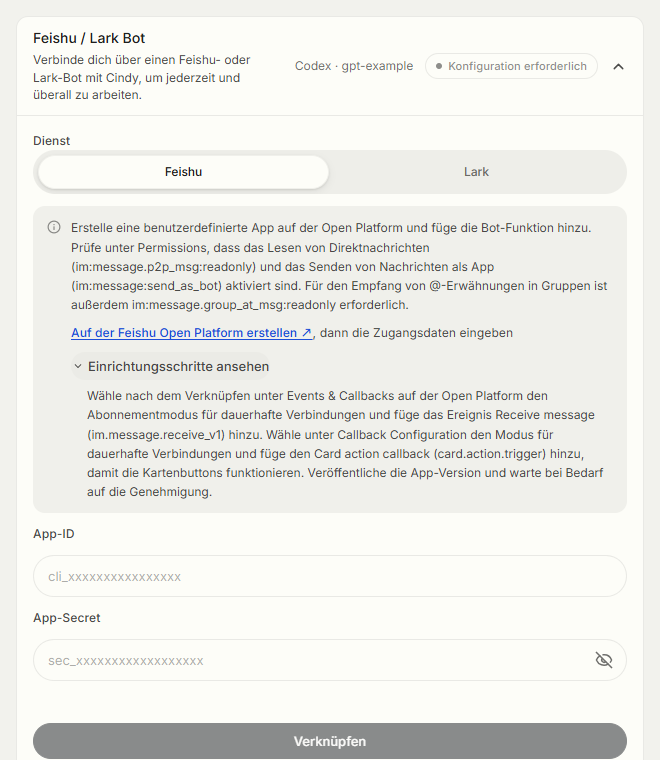 Feishu / Lark Bot
Verbinde dich über einen Feishu- oder
Lark-Bot mit Cindy, um jederzeit und
überall zu arbeiten.
Codex · gpt-example
Konfiguration erforderlich
Dienst
Feishu
Lark
Erstelle eine benutzerdefinierte App auf der Open Platform und füge die Bot-Funktion hinzu.
Prüfe unter Permissions, dass das Lesen von Direktnachrichten
(im:message.p2p_msg:readonly) und das Senden von Nachrichten als App
(im:message:send_as_bot) aktiviert sind. Für den Empfang von @-Erwähnungen in Gruppen ist
außerdem im:message.group_at_msg:readonly erforderlich.
Auf der Feishu Open Platform erstellen ↗, dann die Zugangsdaten eingeben
Einrichtungsschritte ansehen
Wähle nach dem Verknüpfen unter Events & Callbacks auf der Open Platform den
Abonnementmodus für dauerhafte Verbindungen und füge das Ereignis Receive message
(im.message.receive_v1) hinzu. Wähle unter Callback Configuration den Modus für
dauerhafte Verbindungen und füge den Card action callback (card.action.trigger) hinzu,
damit die Kartenbuttons funktionieren. Veröffentliche die App-Version und warte bei Bedarf
auf die Genehmigung.
App-ID
cli_xxxxxxxxxxxxxxxx
App-Secret
sec_xxxxxxxxxxxxxxxxxx
Verknüpfen